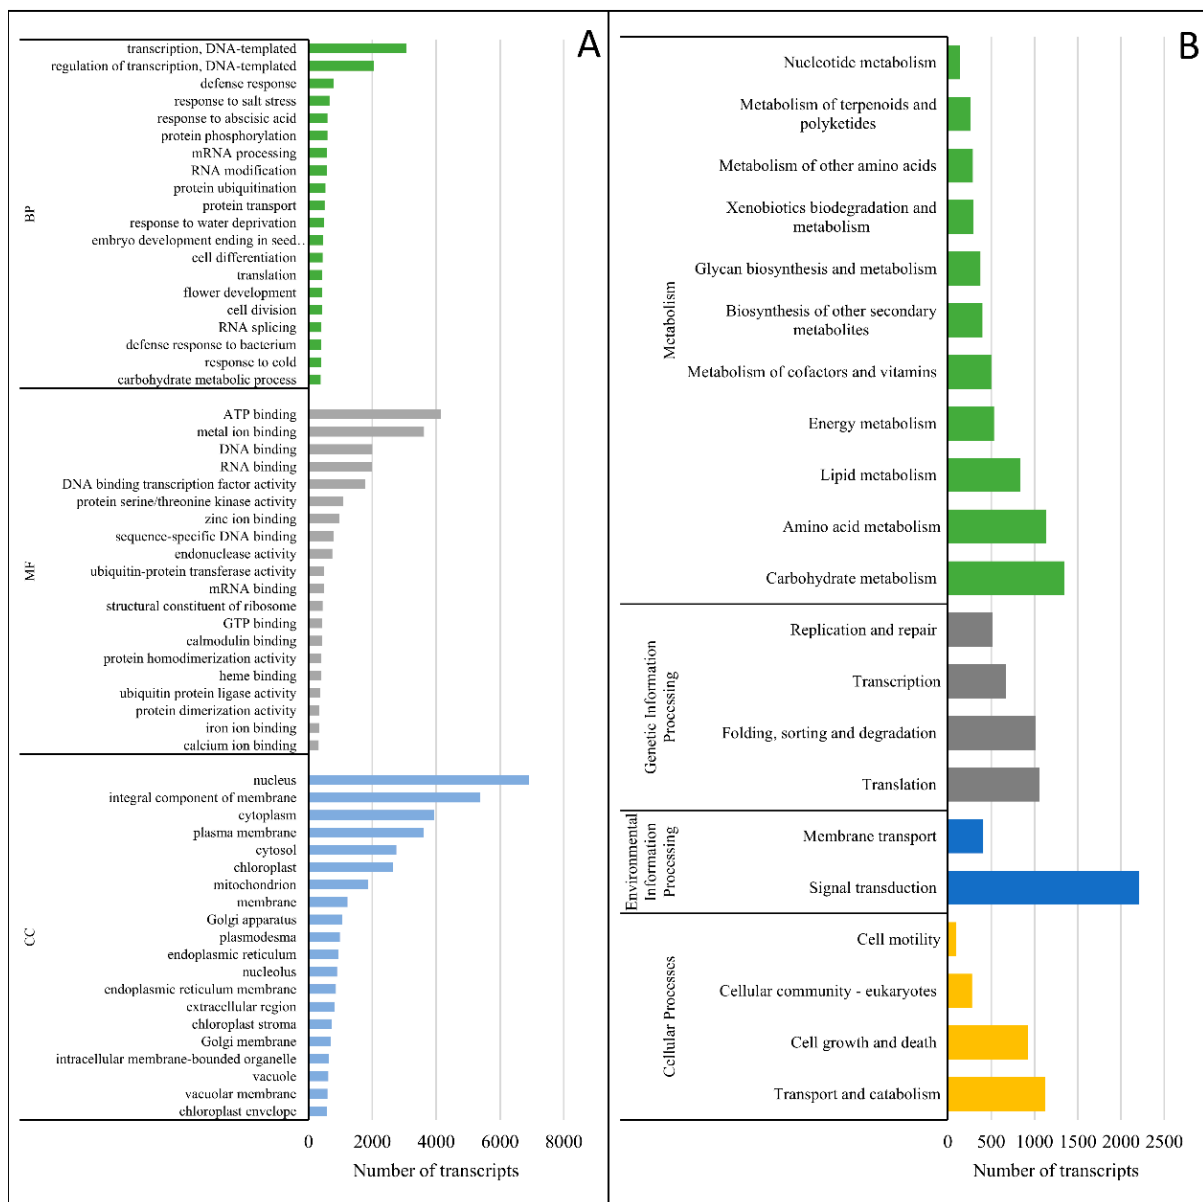 A
BP
transcription, DNA-templated
regulation of transcription, DNA-templated
defense response
response to salt stress
response to abscisic acid
protein phosphorylation
mRNA processing
RNA modification
protein ubiquitination
protein transport
response to water deprivation
embryo development ending in seed..
cell differentiation
translation
flower development
cell division
RNA splicing
defense response to bacterium
response to cold
carbohydrate metabolic process
MF
ATP binding
metal ion binding
DNA binding
RNA binding
DNA binding transcription factor activity
protein serine/threonine kinase activity
zinc ion binding
sequence-specific DNA binding
endonuclease activity
ubiquitin-protein transferase activity
mRNA binding
structural constituent of ribosome
GTP binding
calmodulin binding
protein homodimerization activity
heme binding
ubiquitin protein ligase activity
protein dimerization activity
iron ion binding
calcium ion binding
CC
nucleus
integral component of membrane
cytoplasm
plasma membrane
cytosol
chloroplast
mitochondrion
membrane
Golgi apparatus
plasmodesma
endoplasmic reticulum
nucleolus
endoplasmic reticulum membrane
extracellular region
chloroplast stroma
Golgi membrane
intracellular membrane-bounded organelle
vacuole
vacuolar membrane
chloroplast envelope
0 2000 4000 6000 8000
Number of transcripts
B
Metabolism
Nucleotide metabolism
Metabolism of terpenoids and
polyketides
Metabolism of other amino acids
Xenobiotics biodegradation and
metabolism
Glycan biosynthesis and metabolism
Biosynthesis of other secondary
metabolites
Metabolism of cofactors and vitamins
Energy metabolism
Lipid metabolism
Amino acid metabolism
Carbohydrate metabolism
Genetic Information
Processing
Replication and repair
Transcription
Folding, sorting and degradation
Translation
Environmental
Information
Processing
Membrane transport
Signal transduction
Cellular Processes
Cell motility
Cellular community - eukaryotes
Cell growth and death
Transport and catabolism
0 500 1000 1500 2000 2500
Number of transcripts